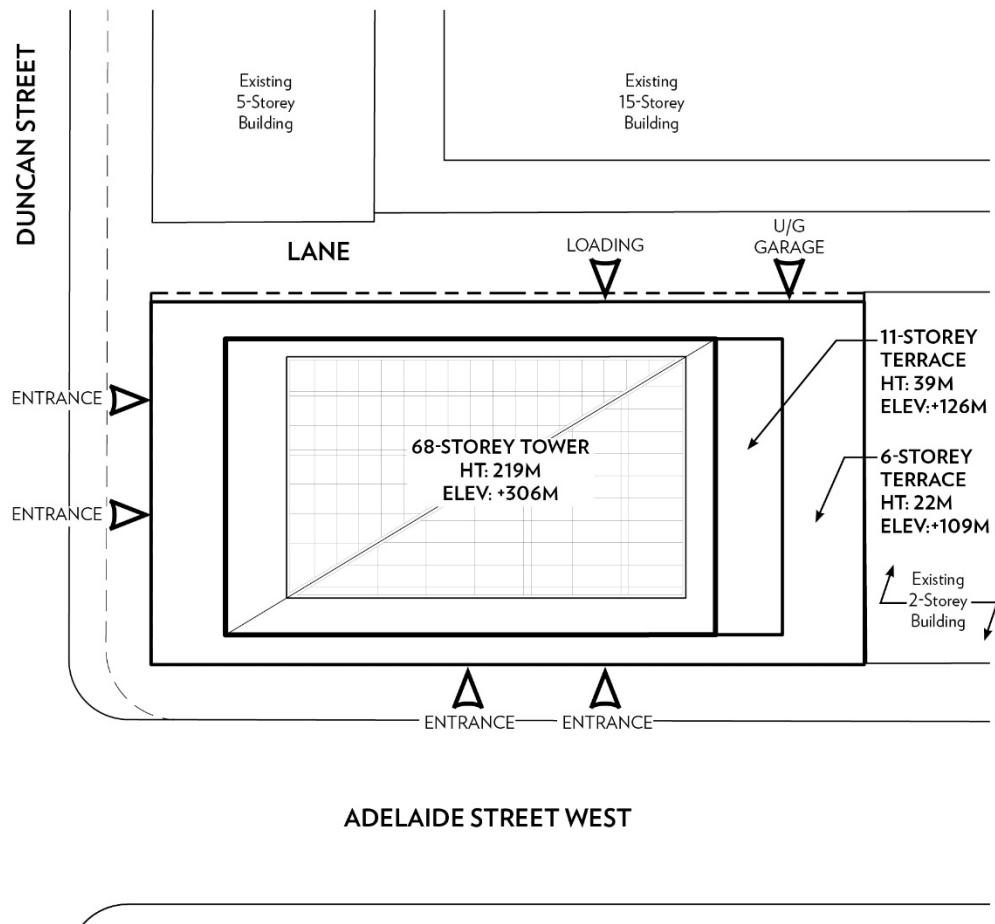 DUNCAN STREET
Existing
5-Storey
Building
Existing
15-Storey
Building
LANE
LOADING
U/G
GARAGE
11-STOREY
TERRACE
HT: 39M
ELEV:+126M
ENTRANCE
68-STOREY TOWER
HT: 219M
ELEV: +306M
6-STOREY
TERRACE
HT: 22M
ELEV:+109M
ENTRANCE
Existing
2-Storey
Building
ENTRANCE
ENTRANCE
ADELAIDE STREET WEST